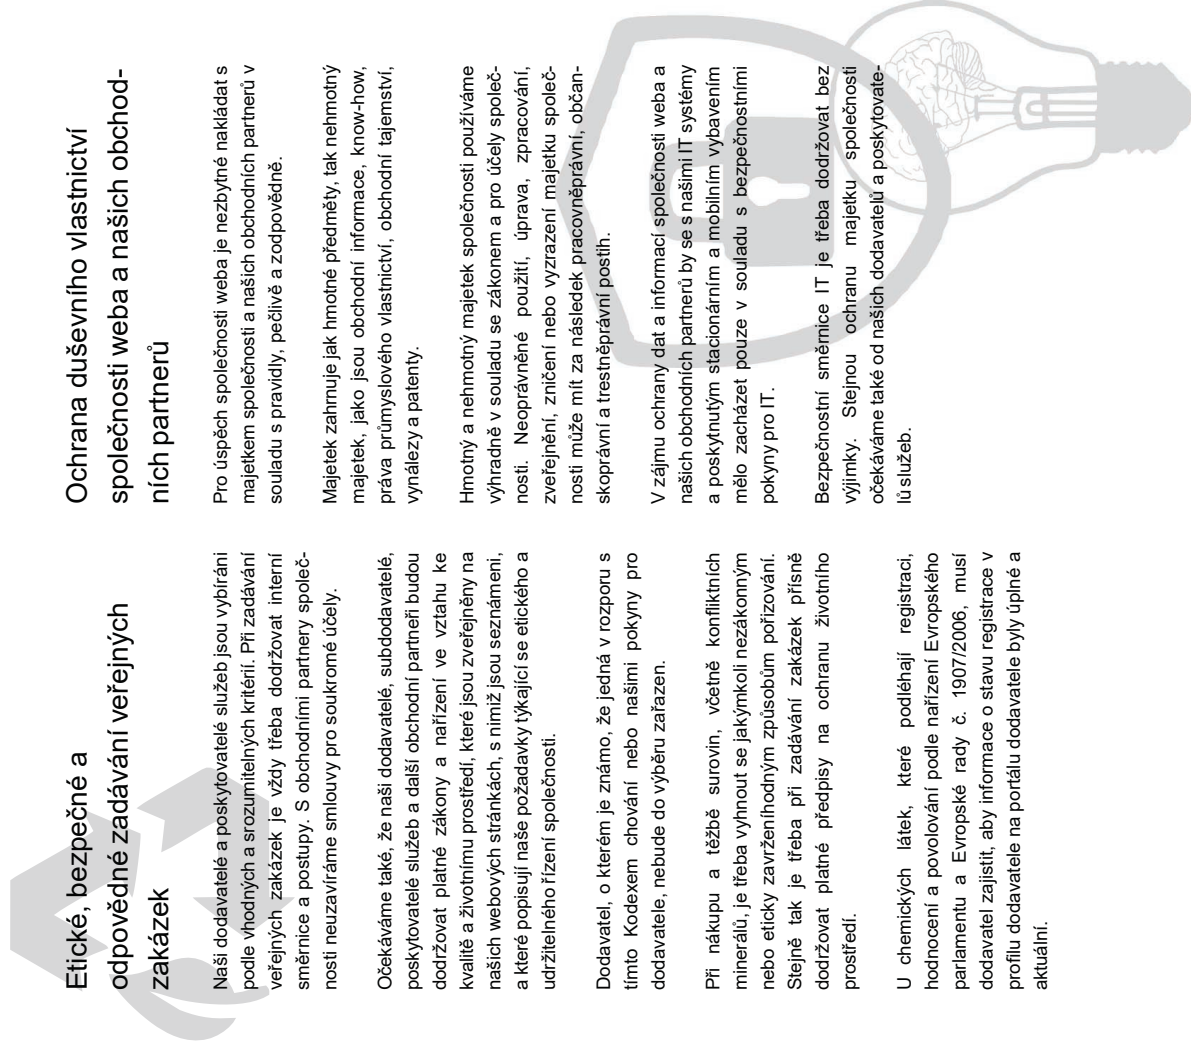 Etické, bezpečné a
odpovědné zadávání veřejných
zakázek
Naši dodavatelé a poskytovatelé služeb jsou vybíráni
podle vhodných a srozumitelných kritérií. Při zadávání
veřejných zakázek je vždy třeba dodržovat interní
směrnice a postupy. S obchodními partnery společ-
nosti neuzavíráme smlouvy pro soukromé účely.
Očekáváme také, že naši dodavatelé, subdodavatelé,
poskytovatelé služeb a další obchodní partneři budou
dodržovat platné zákony a nařízení ve vztahu ke
kvalitě a životnímu prostředí, které jsou zveřejněny na
našich webových stránkách, s nimiž jsou seznámeni,
a které popisují naše požadavky týkající se etického a
udržitelného řízení společnosti.
Dodavatel, o kterém je známo, že jedná v rozporu s
tímto Kodexem chování nebo našimi pokyny pro
dodavatele, nebude do výběru zařazen.
Při nákupu a těžbě surovin, včetně konfliktních
minerálů, je třeba vyhnout se jakýmkoli nezákonným
nebo eticky zavrženíhodným způsobům pořizování.
Stejně tak je třeba při zadávání zakázek přísně
dodržovat platné předpisy na ochranu životního
prostředí.
U chemických látek, které podléhají registraci,
hodnocení a povolování podle nařízení Evropského
parlamentu a Evropské rady č. 1907/2006, musí
dodavatel zajistit, aby informace o stavu registrace v
profilu dodavatele na portálu dodavatele byly úplné a
aktuální.
Ochrana duševního vlastnictví
společnosti weba a našich obchod-
ních partnerů
Pro úspěch společnosti weba je nezbytné nakládat s
majetkem společnosti a našich obchodních partnerů v
souladu s pravidly, pečlivě a zodpovědně.
Majetek zahrnuje jak hmotné předměty, tak nehmotný
majetek, jako jsou obchodní informace, know-how,
práva průmyslového vlastnictví, obchodní tajemství,
vynálezy a patenty.
Hmotný a nehmotný majetek společnosti používáme
výhradně v souladu se zákonem a pro účely společ-
nosti. Neoprávněné použití, úprava, zpracování,
zveřejnění, zničení nebo vyzrazení majetku společ-
nosti může mít za následek pracovněprávní, občan-
skoprávní a trestněprávní postih.
V zájmu ochrany dat a informací společnosti weba a
našich obchodních partnerů by se s našimi IT systémy
a poskytnutým stacionárním a mobilním vybavením
mělo zacházet pouze v souladu s bezpečnostními
pokyny pro IT.
Bezpečnostní směrnice IT je třeba dodržovat bez
výjimky. Stejnou ochranu majetku společnosti
očekáváme také od našich dodavatelů a poskytovate-
lů služeb.